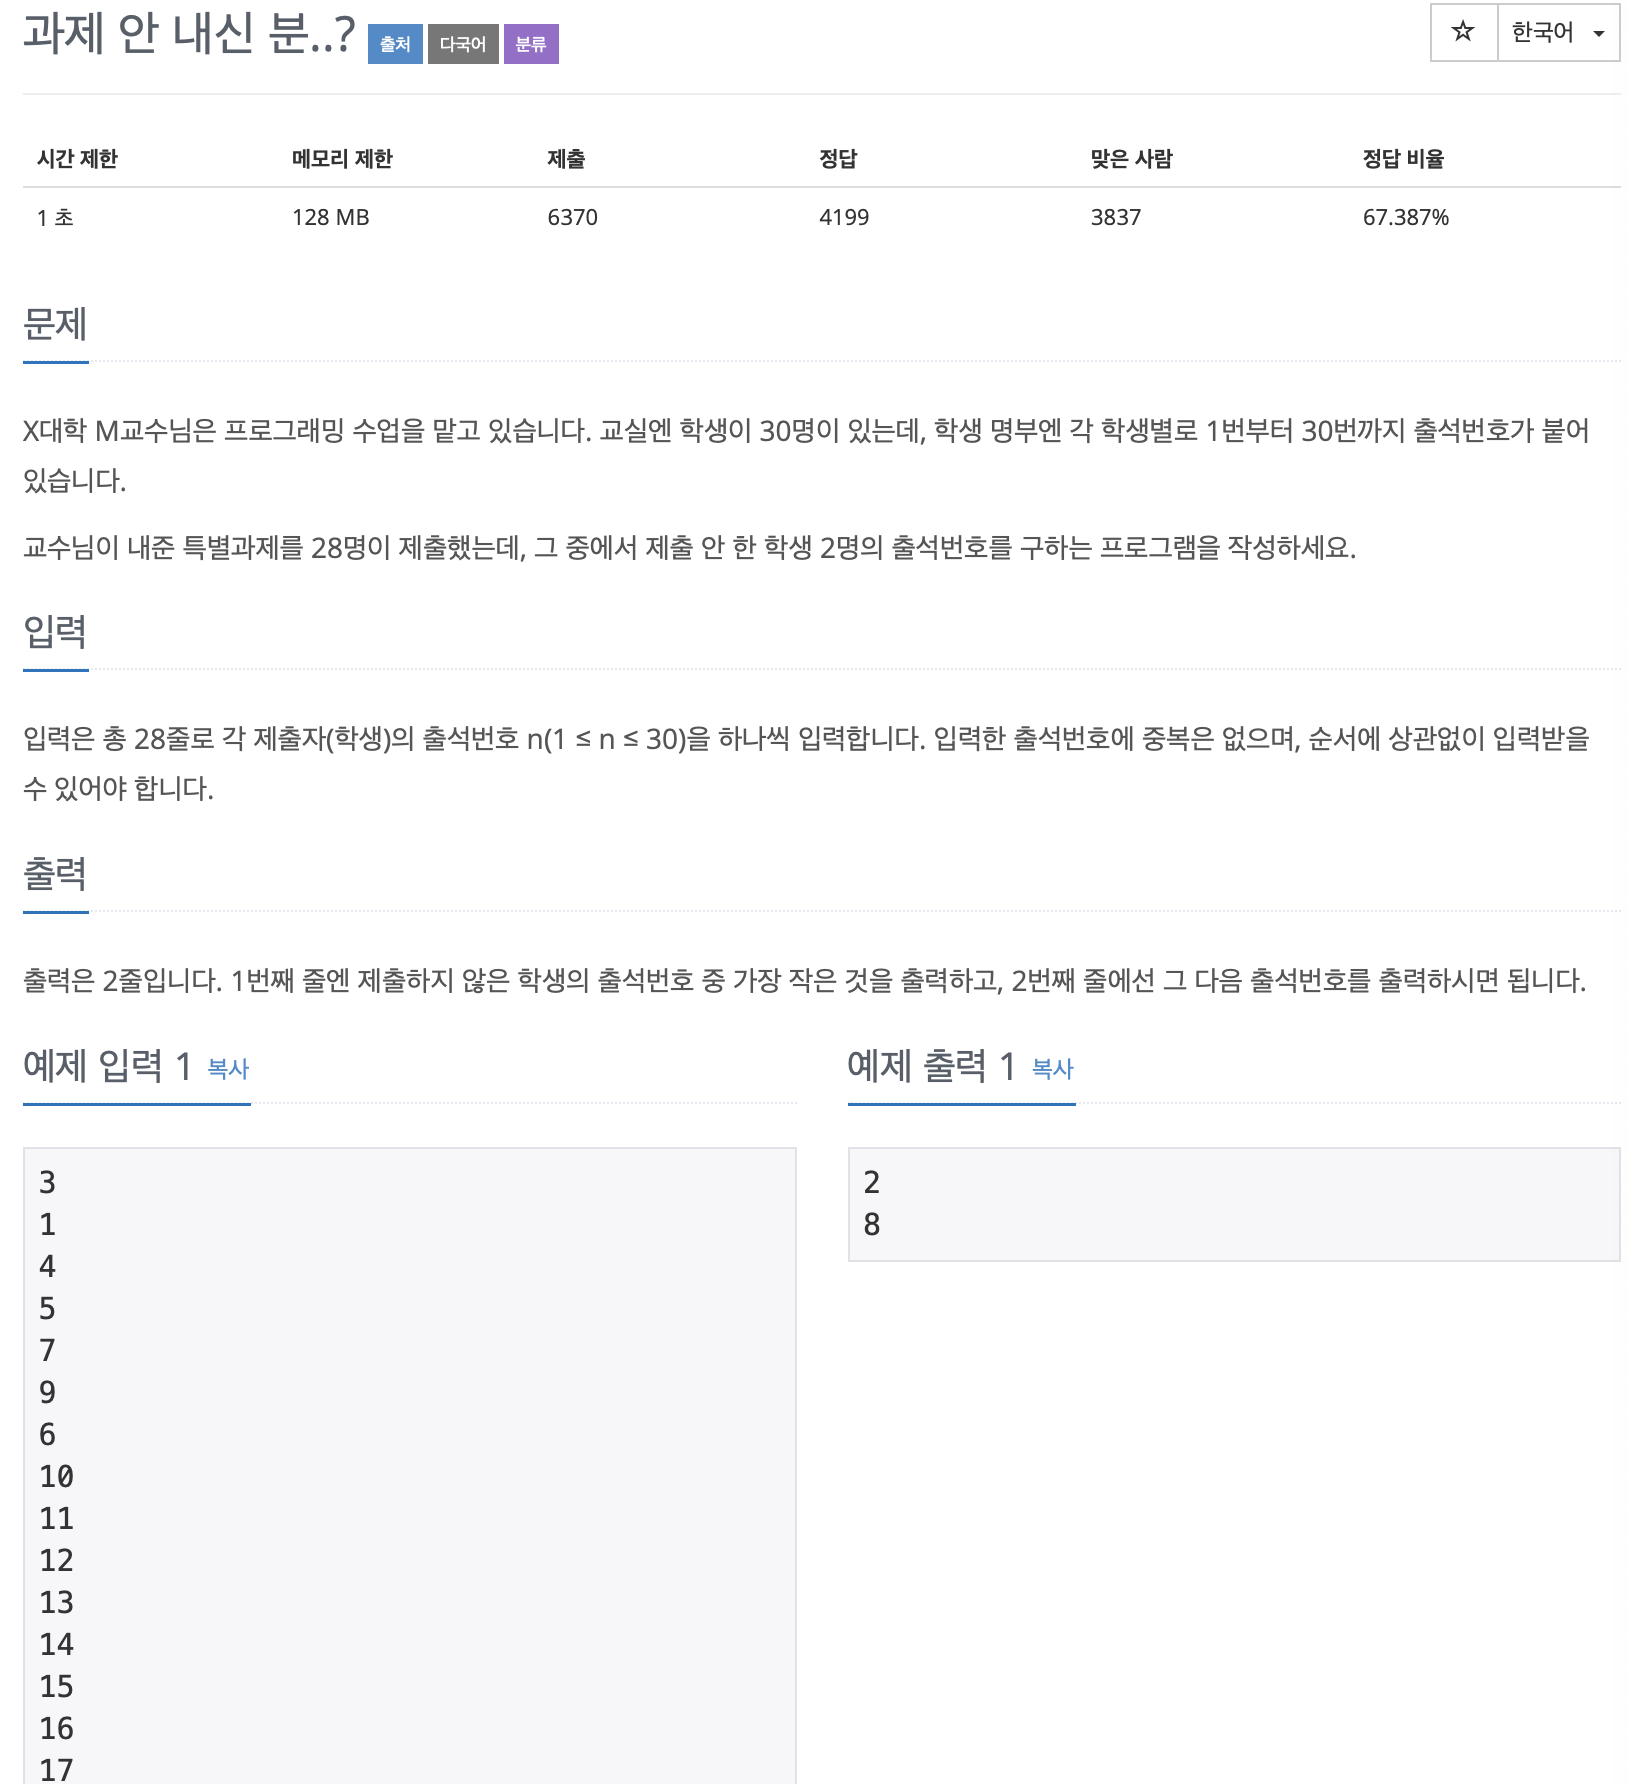 과제 안 내신 분..? 출처 다국어 분류
☆ 한국어
시간 제한 메모리 제한 제출 정답 맞은 사람 정답 비율
1 초 128 MB 6370 4199 3837 67.387%
문제
X대학 M교수님은 프로그래밍 수업을 맡고 있습니다. 교실엔 학생이 30명이 있는데, 학생 명부엔 각 학생별로 1번부터 30번까지 출석번호가 붙어
있습니다.
교수님이 내준 특별과제를 28명이 제출했는데, 그 중에서 제출 안 한 학생 2명의 출석번호를 구하는 프로그램을 작성하세요.
입력
입력은 총 28줄로 각 제출자(학생)의 출석번호 n(1 ≤ n ≤ 30)을 하나씩 입력합니다. 입력한 출석번호에 중복은 없으며, 순서에 상관없이 입력받을
수 있어야 합니다.
출력
출력은 2줄입니다. 1번째 줄엔 제출하지 않은 학생의 출석번호 중 가장 작은 것을 출력하고, 2번째 줄에선 그 다음 출석번호를 출력하시면 됩니다.
예제 입력 1 복사
3
1
4
5
7
9
6
10
11
12
13
14
15
16
17
예제 출력 1 복사
2
8